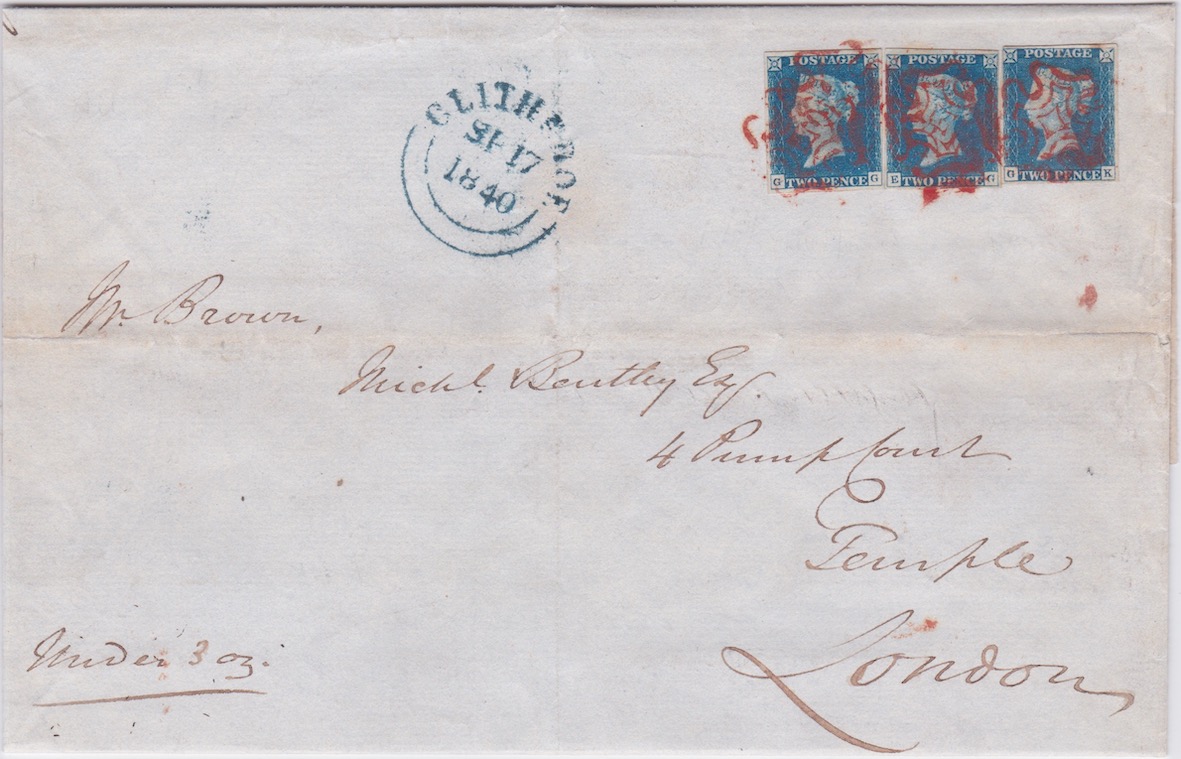 POSTAGE POSTAGE POSTAGE
G TWO PENCE G E TWO PENCE G G TWO PENCE K
CLITHEROE
SP 17
1840
Mr. Brown,
Michl. Bentley Esq.
4 Pump Court
Temple
London
Under 3 oz.